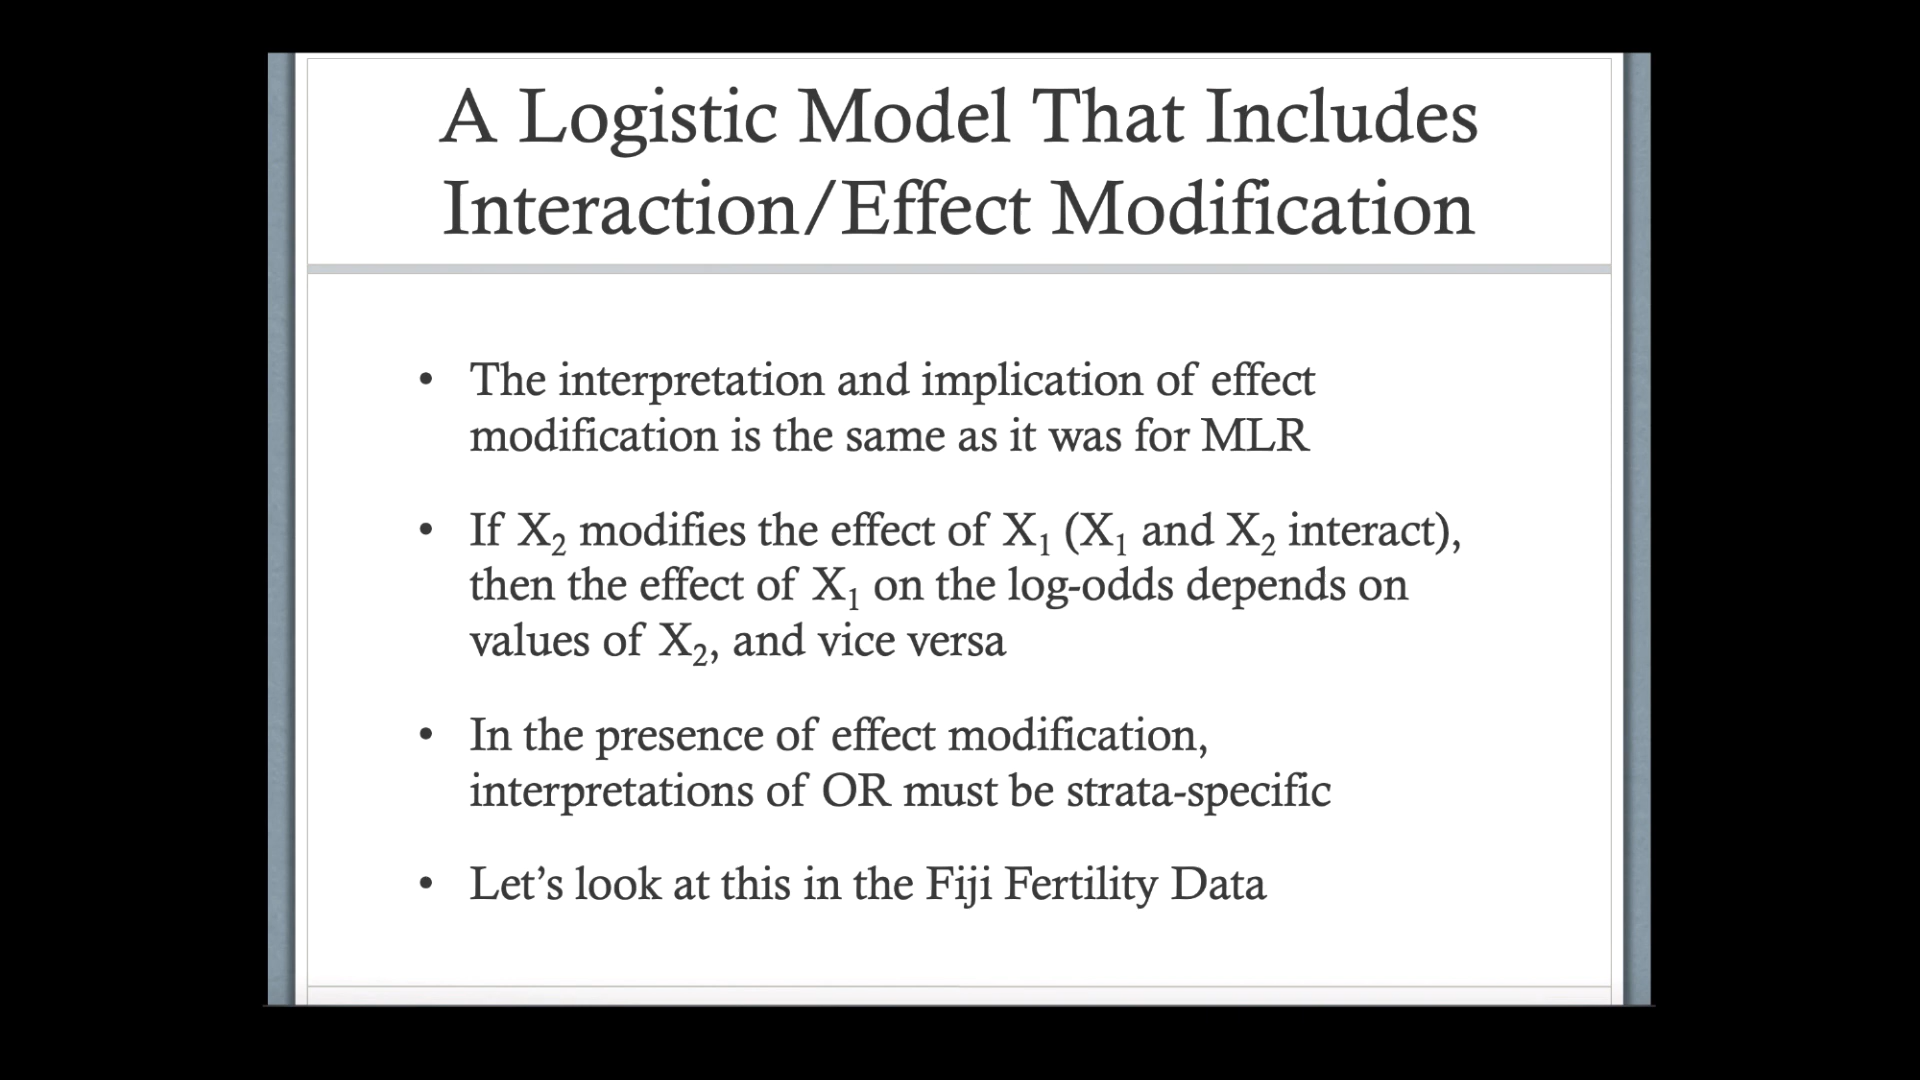 A Logistic Model That Includes
Interaction/Effect Modification
• The interpretation and implication of effect
modification is the same as it was for MLR
• If X₂ modifies the effect of X₁ (X₁ and X₂ interact),
then the effect of X₁ on the log-odds depends on
values of X₂, and vice versa
• In the presence of effect modification,
interpretations of OR must be strata-specific
• Let’s look at this in the Fiji Fertility Data